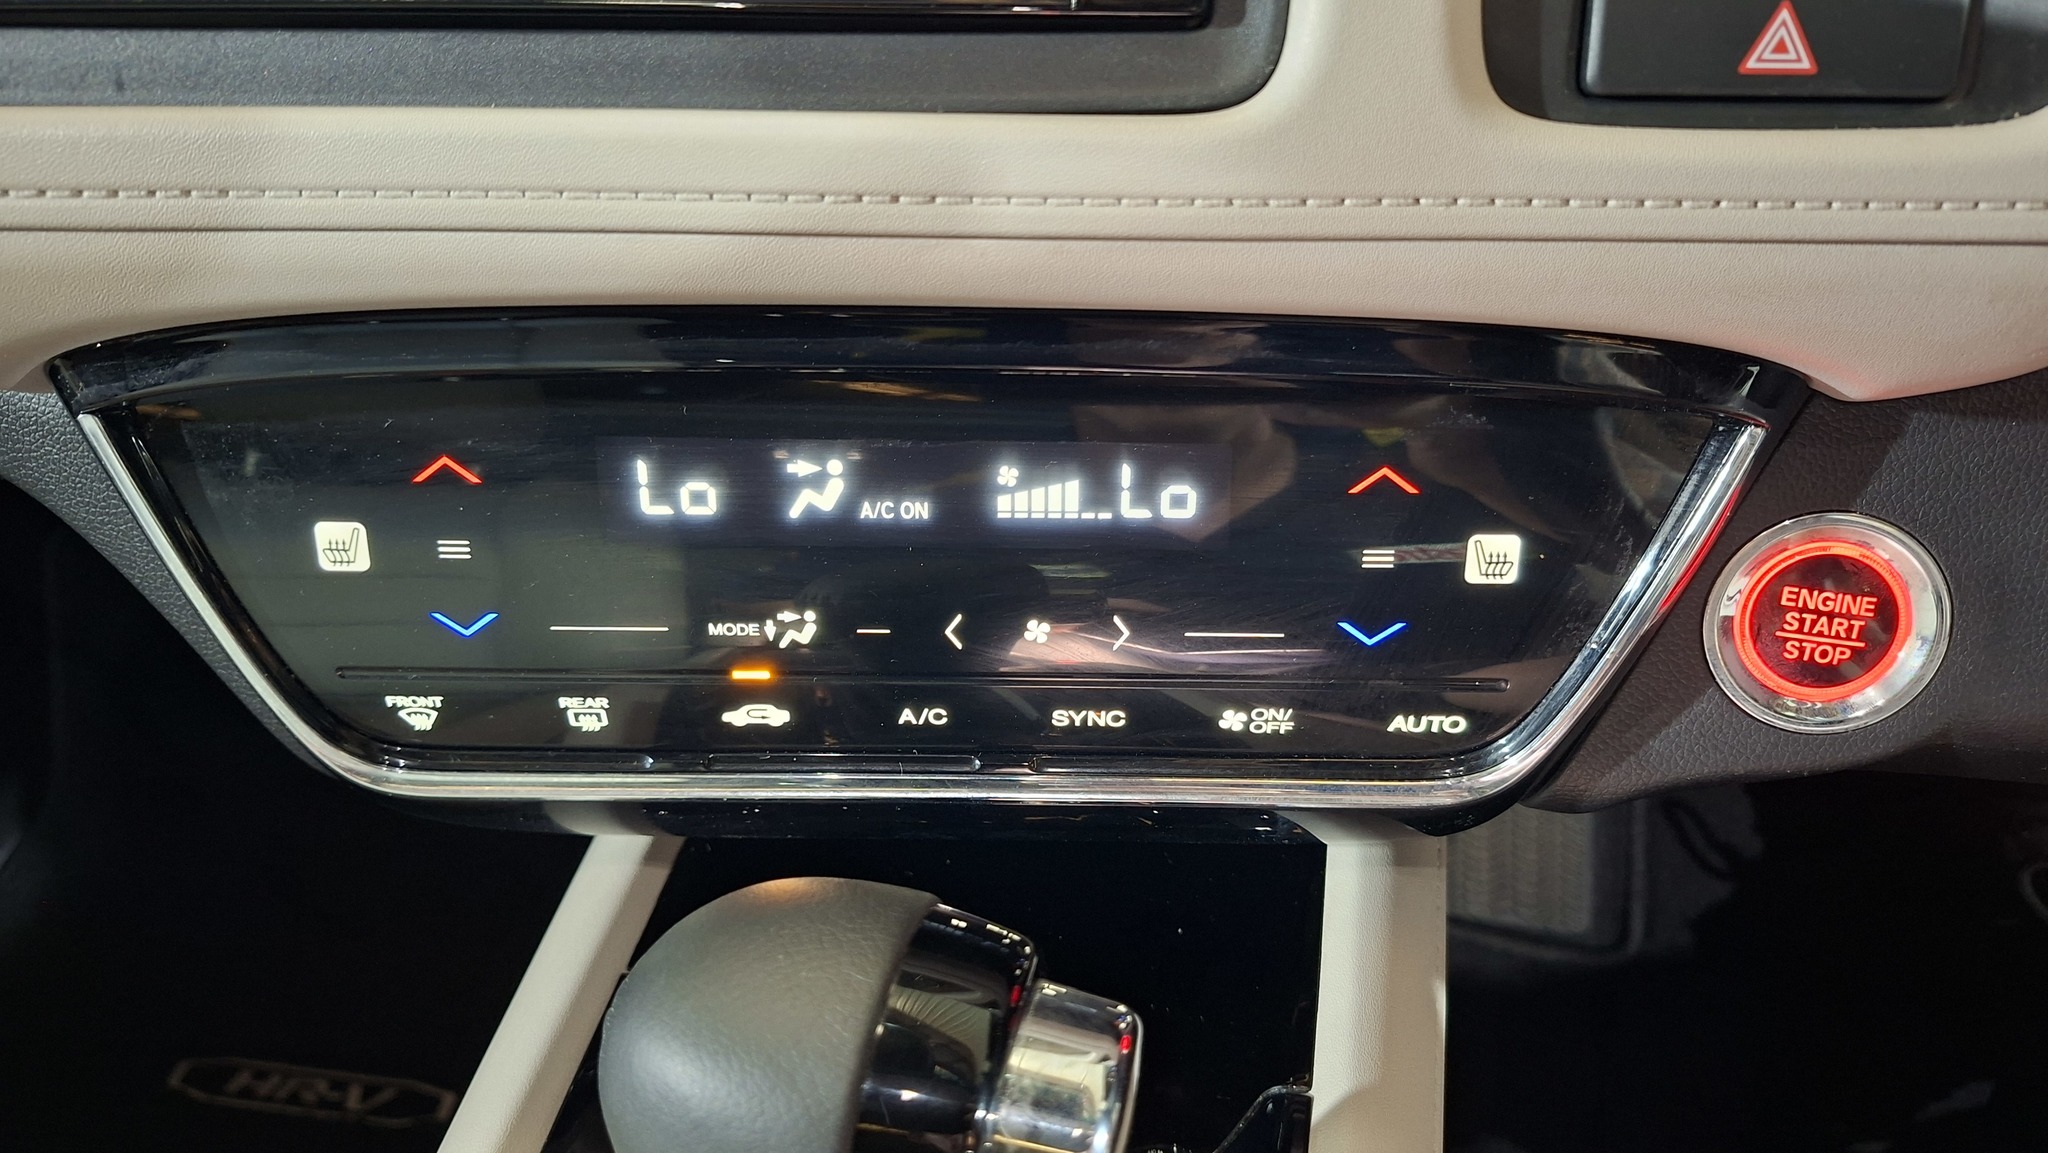 Lo
A/C ON
Lo
MODE
ENGINE
START
STOP
FRONT
REAR
A/C
SYNC
ON/
OFF
AUTO
HR-V